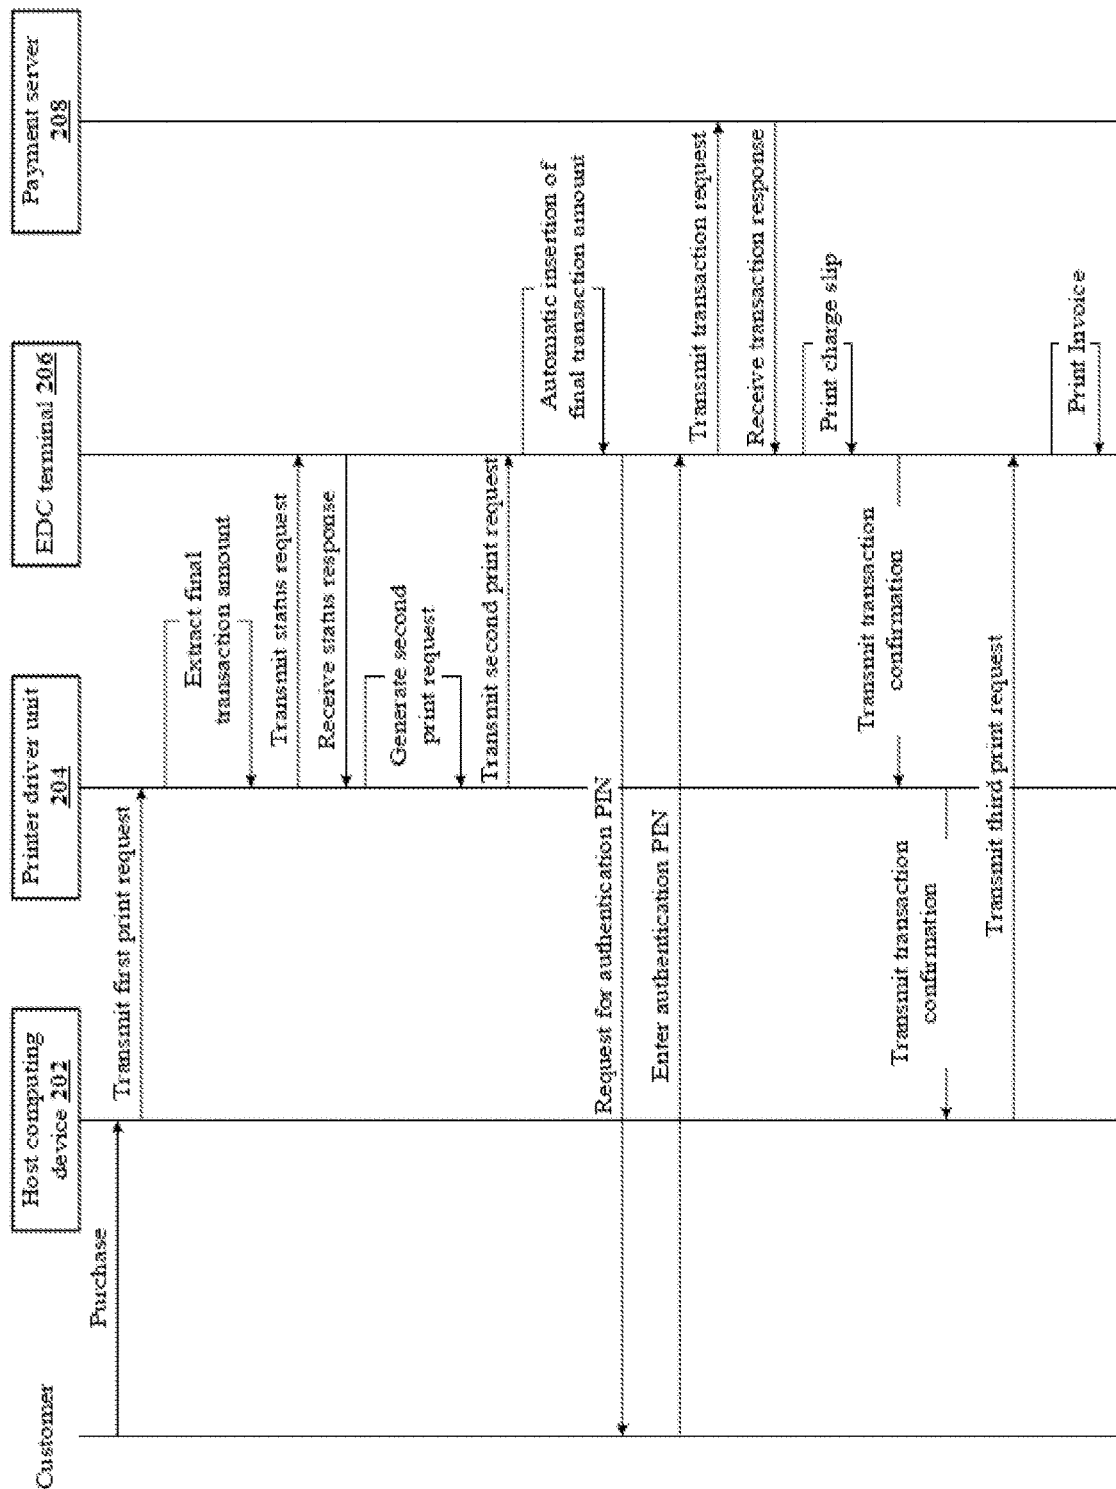 Customer
Host computing
device 202
Printer driver unit
204
EDC terminal 206
Payment server
208
Purchase
Transmit first print request
Extract final
transaction amount
Transmit status request
Receive status response
Generate second
print request
Transmit second print request
Automatic insertion of
final transaction amount
Request for authentication PIN
Enter authentication PIN
Transmit transaction request
Receive transaction response
Print charge slip
Transmit transaction
confirmation
Transmit transaction
confirmation
Transmit third print request
Print Invoice